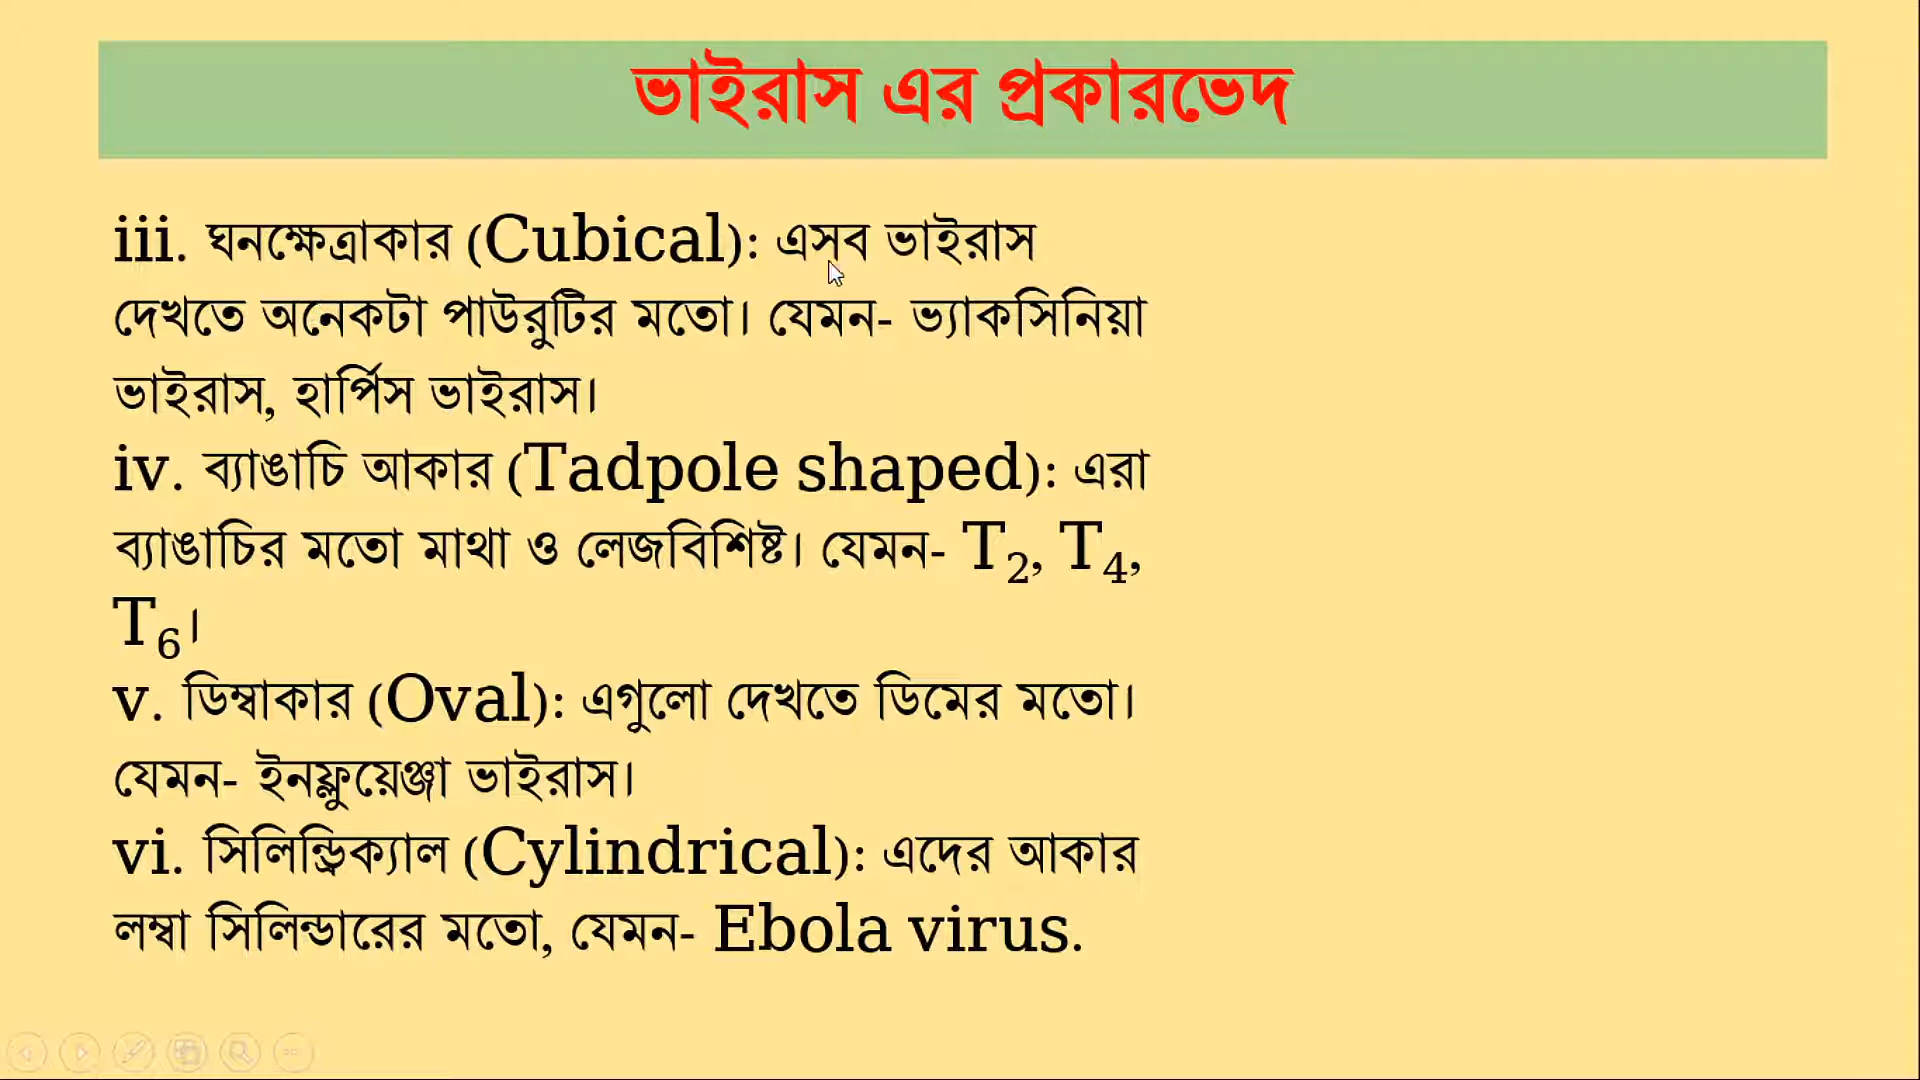 ভাইরাস এর প্রকারভেদ
iii. ঘনক্ষেত্রাকার (Cubical): এসব ভাইরাস
দেখতে অনেকটা পাউরুটির মতো। যেমন- ভ্যাকসিনিয়া
ভাইরাস, হার্পিস ভাইরাস।
iv. ব্যাঙাচি আকার (Tadpole shaped): এরা
ব্যাঙাচির মতো মাথা ও লেজবিশিষ্ট। যেমন- T₂, T₄,
T₆।
v. ডিম্বাকার (Oval): এগুলো দেখতে ডিমের মতো।
যেমন- ইনফ্লুয়েঞ্জা ভাইরাস।
vi. সিলিন্ড্রিক্যাল (Cylindrical): এদের আকার
লম্বা সিলিন্ডারের মতো, যেমন- Ebola virus.